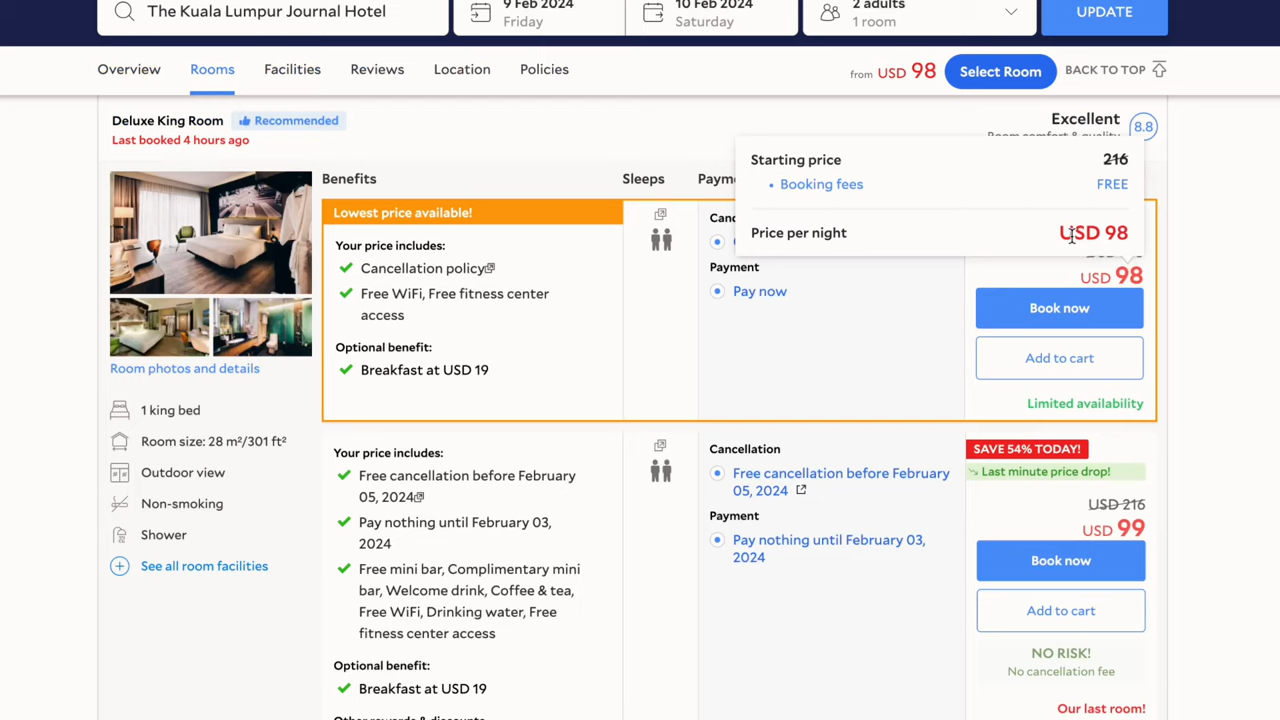 The Kuala Lumpur Journal Hotel
9 Feb 2024
Friday
10 Feb 2024
Saturday
2 adults
1 room
UPDATE
Overview
Rooms
Facilities
Reviews
Location
Policies
from USD 98
Select Room
BACK TO TOP
Deluxe King Room
Recommended
Last booked 4 hours ago
Excellent
Room comfort & quality
8.8
Benefits
Sleeps
Starting price 216
• Booking fees FREE
Price per night USD 98
Lowest price available!
Your price includes:
Cancellation policy
Free WiFi, Free fitness center
access
Optional benefit:
Breakfast at USD 19
Payment
Pay now
USD 98
Book now
Add to cart
Limited availability
Room photos and details
1 king bed
Room size: 28 m²/301 ft²
Outdoor view
Non-smoking
Shower
See all room facilities
Your price includes:
Free cancellation before February
05, 2024
Pay nothing until February 03,
2024
Free mini bar, Complimentary mini
bar, Welcome drink, Coffee & tea,
Free WiFi, Drinking water, Free
fitness center access
Optional benefit:
Breakfast at USD 19
Cancellation
Free cancellation before February
05, 2024
Payment
Pay nothing until February 03,
2024
SAVE 54% TODAY!
Last minute price drop!
USD 216
USD 99
Book now
Add to cart
NO RISK!
No cancellation fee
Our last room!